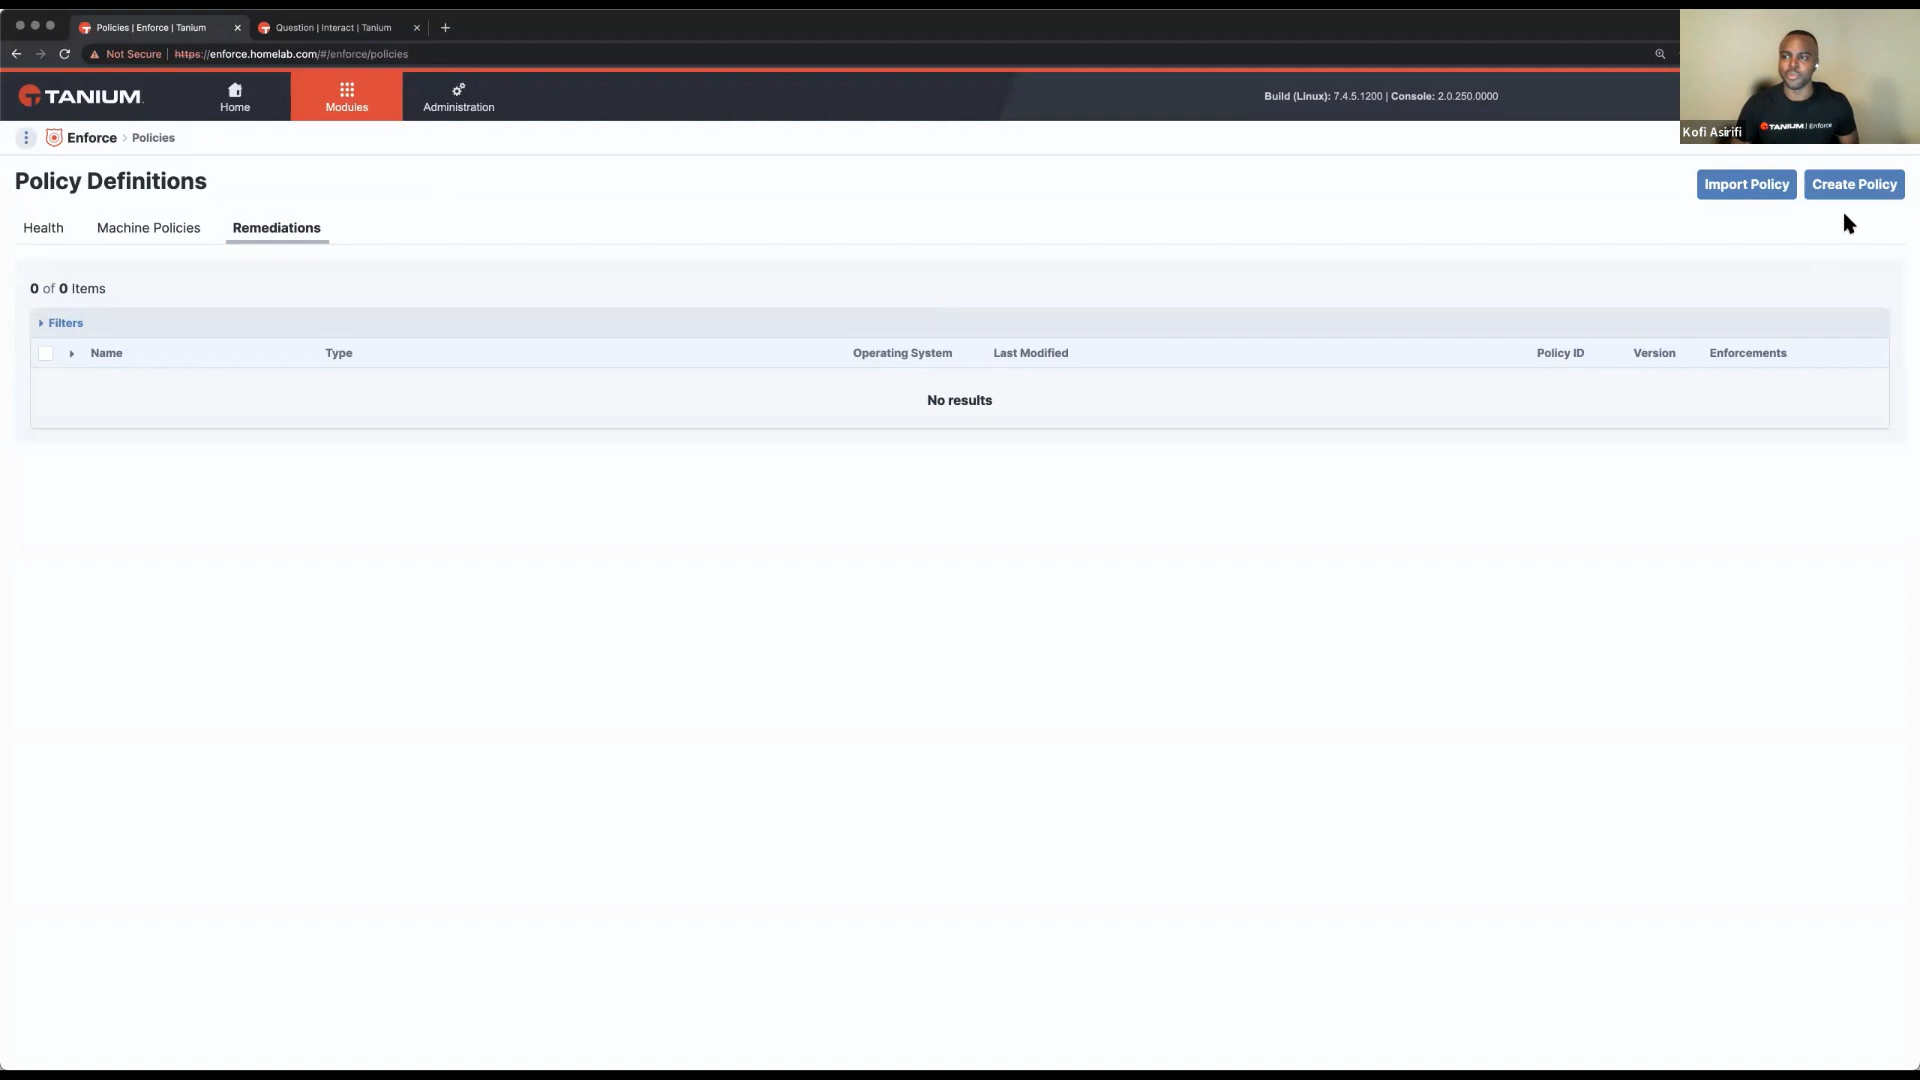 Policies | Enforce | Tanium
Question | Interact | Tanium
Not Secure | https://enforce.homelab.com/#/enforce/policies
TANIUM
Home
Modules
Administration
Build (Linux): 7.4.5.1200 | Console: 2.0.250.0000
TANIUM | Enforce
Kofi Asirifi
Enforce > Policies
Policy Definitions
Import Policy
Create Policy
Health
Machine Policies
Remediations
0 of 0 Items
Filters
Name Type Operating System Last Modified Policy ID Version Enforcements
No results